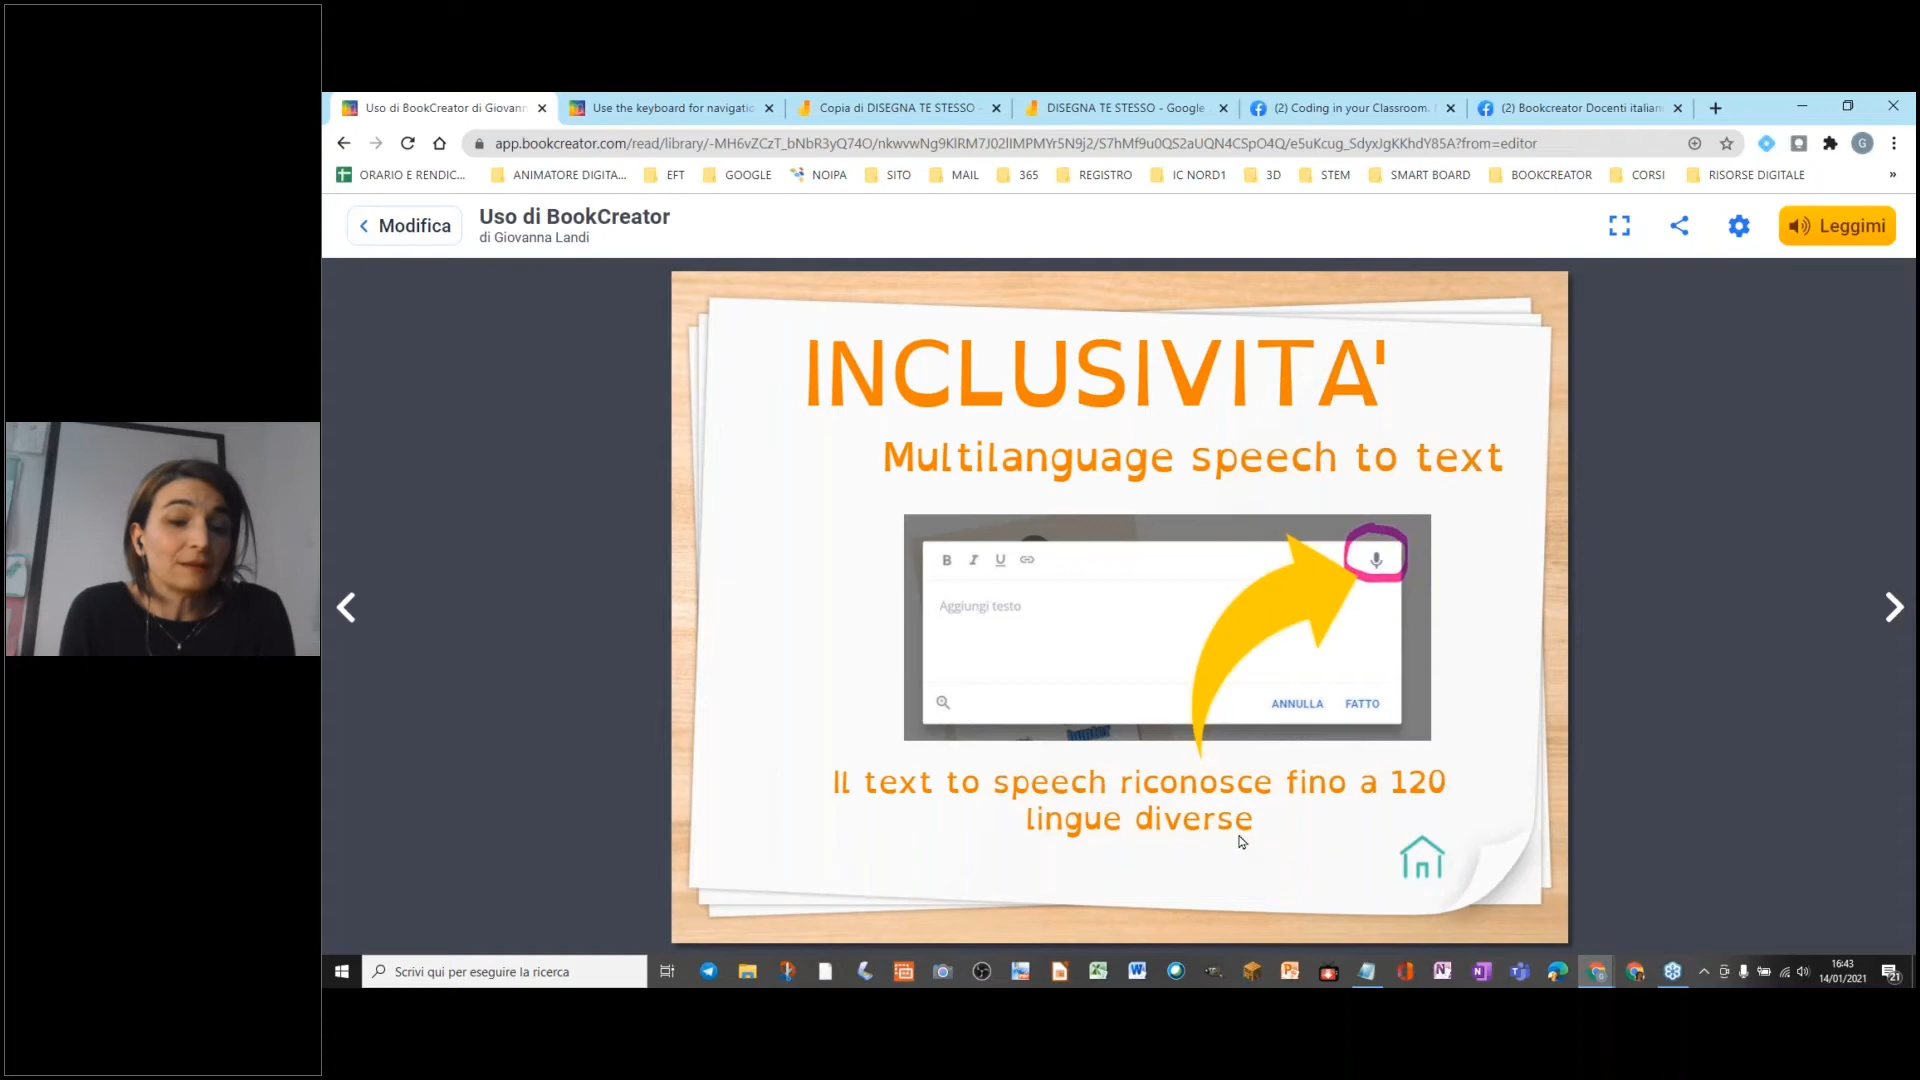 Uso di BookCreator di Giovann
Use the keyboard for navigatio
Copia di DISEGNA TE STESSO -
DISEGNA TE STESSO - Google
(2) Coding in your Classroom.
(2) Bookcreator Docenti italian
app.bookcreator.com/read/library/-MH6vZCzT_bNbR3yQ74O/nkwvwNg9KlRM7J02lIMPMYr5N9j2/S7hMf9u0QS2aUQN4CSpO4Q/e5uKcug_SdyxJgKKhdY85A?from=editor
G
ORARIO E RENDIC...
ANIMATORE DIGITA...
EFT
GOOGLE
NOIPA
SITO
MAIL
365
REGISTRO
IC NORD1
3D
STEM
SMART BOARD
BOOKCREATOR
CORSI
RISORSE DIGITALE
»
Modifica
Uso di BookCreator
di Giovanna Landi
Leggimi
INCLUSIVITA'
Multilanguage speech to text
B I U
Aggiungi testo
ANNULLA FATTO
hunter
Il text to speech riconosce fino a 120
lingue diverse
Scrivi qui per eseguire la ricerca
16:43
14/01/2021
21